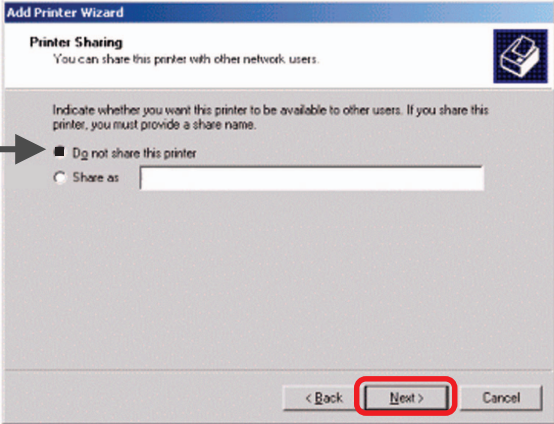 Add Printer Wizard
Printer Sharing
You can share this printer with other network users.
Indicate whether you want this printer to be available to other users. If you share this
printer, you must provide a share name.
Do not share this printer
Share as
< Back
Next >
Cancel